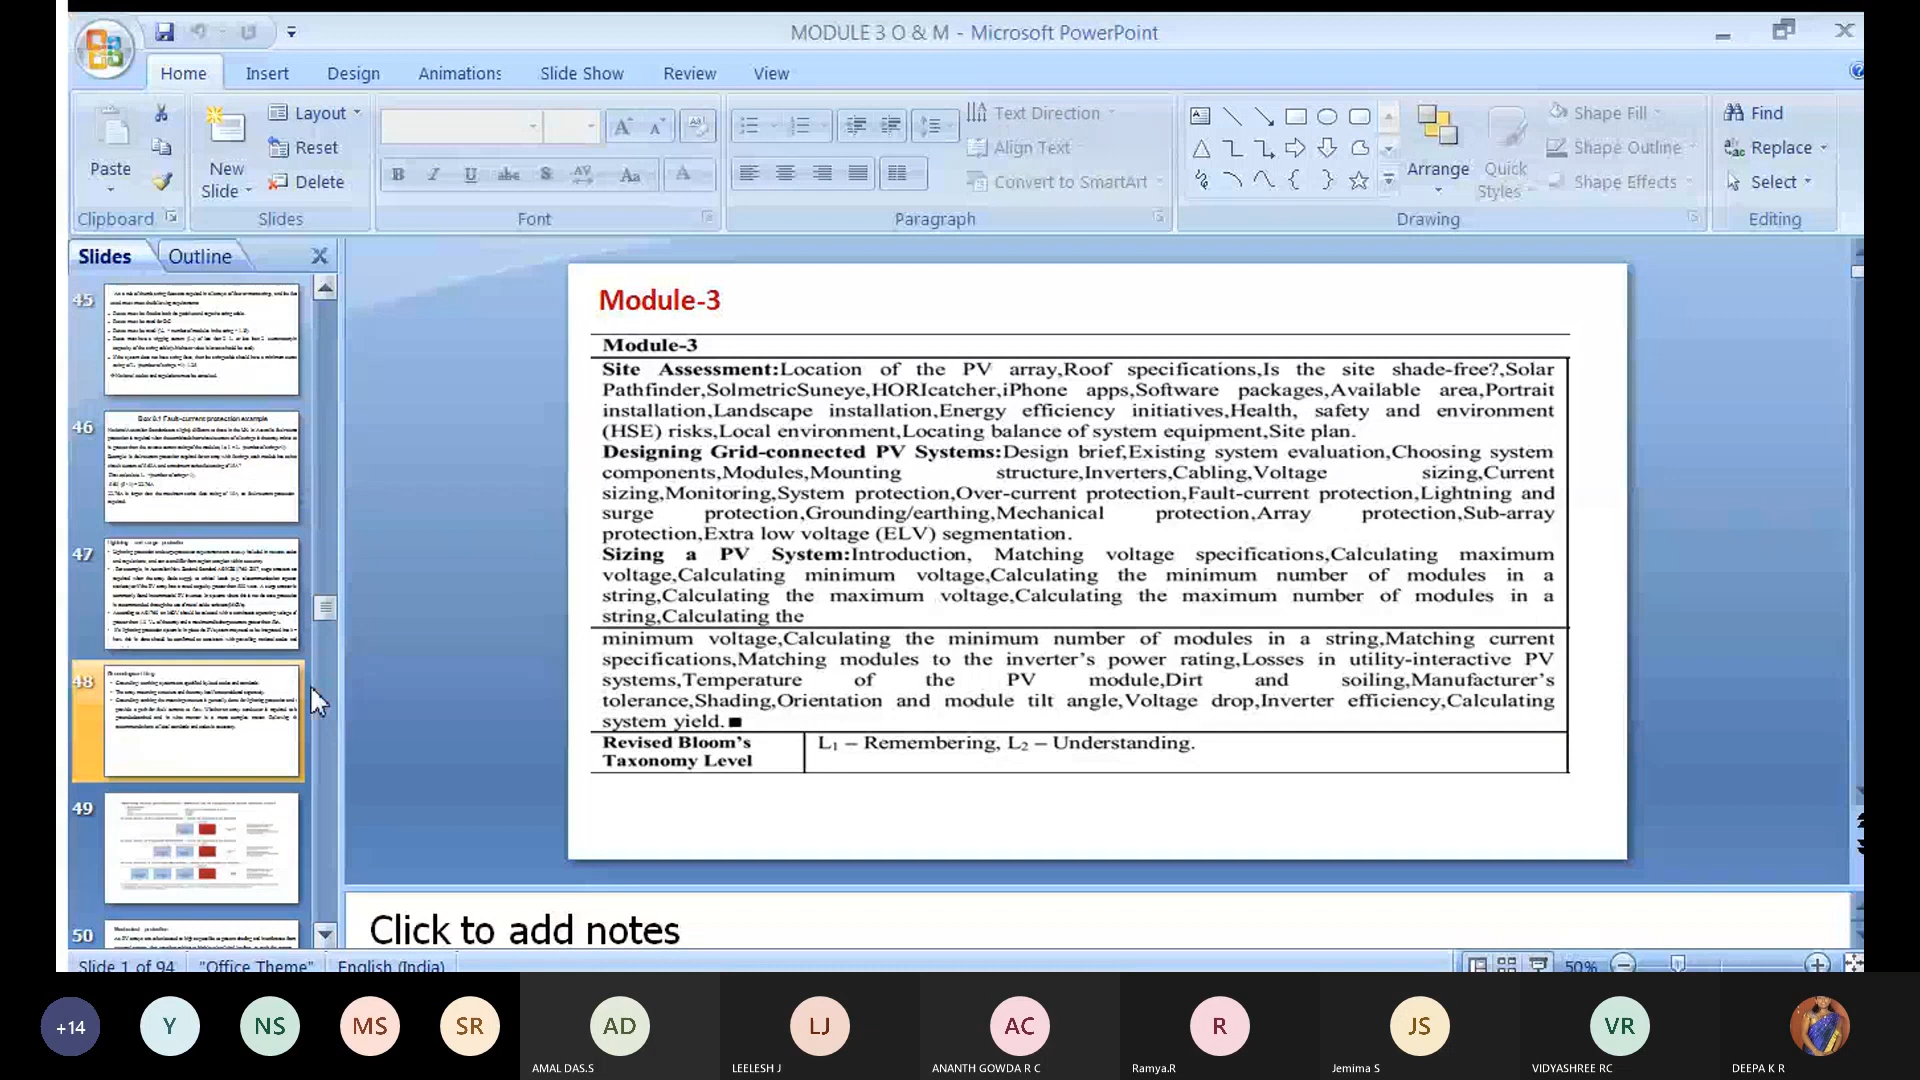 MODULE 3 O & M - Microsoft PowerPoint
Home Insert Design Animations Slide Show Review View
Paste
Clipboard
New Slide
Layout
Reset
Delete
Slides
B I U abc S AV Aa A
Font
Text Direction
Align Text
Convert to SmartArt
Paragraph
Arrange
Quick Styles
Shape Fill
Shape Outline
Shape Effects
Drawing
Find
Replace
Select
Editing
Slides Outline
45
46
47
48
49
50
Module-3
Module-3
Site Assessment:Location of the PV array,Roof specifications,Is the site shade-free?,Solar
Pathfinder,SolmetricSuneye,HORIcatcher,iPhone apps,Software packages,Available area,Portrait
installation,Landscape installation,Energy efficiency initiatives,Health, safety and environment
(HSE) risks,Local environment,Locating balance of system equipment,Site plan.
Designing Grid-connected PV Systems:Design brief,Existing system evaluation,Choosing system
components,Modules,Mounting structure,Inverters,Cabling,Voltage sizing,Current
sizing,Monitoring,System protection,Over-current protection,Fault-current protection,Lightning and
surge protection,Grounding/earthing,Mechanical protection,Array protection,Sub-array
protection,Extra low voltage (ELV) segmentation.
Sizing a PV System:Introduction, Matching voltage specifications,Calculating maximum
voltage,Calculating minimum voltage,Calculating the minimum number of modules in a
string,Calculating the maximum voltage,Calculating the maximum number of modules in a
string,Calculating the
minimum voltage,Calculating the minimum number of modules in a string,Matching current
specifications,Matching modules to the inverter's power rating,Losses in utility-interactive PV
systems,Temperature of the PV module,Dirt and soiling,Manufacturer's
tolerance,Shading,Orientation and module tilt angle,Voltage drop,Inverter efficiency,Calculating
system yield.■
Revised Bloom's
Taxonomy Level
L₁ – Remembering, L₂ – Understanding.
Click to add notes
Slide 1 of 94 "Office Theme" English (India) 50%
+14 Y NS MS SR AD LJ AC R JS VR
AMAL DAS.S LEELESH J ANANTH GOWDA R C Ramya.R Jemima S VIDYASHREE RC DEEPA K R